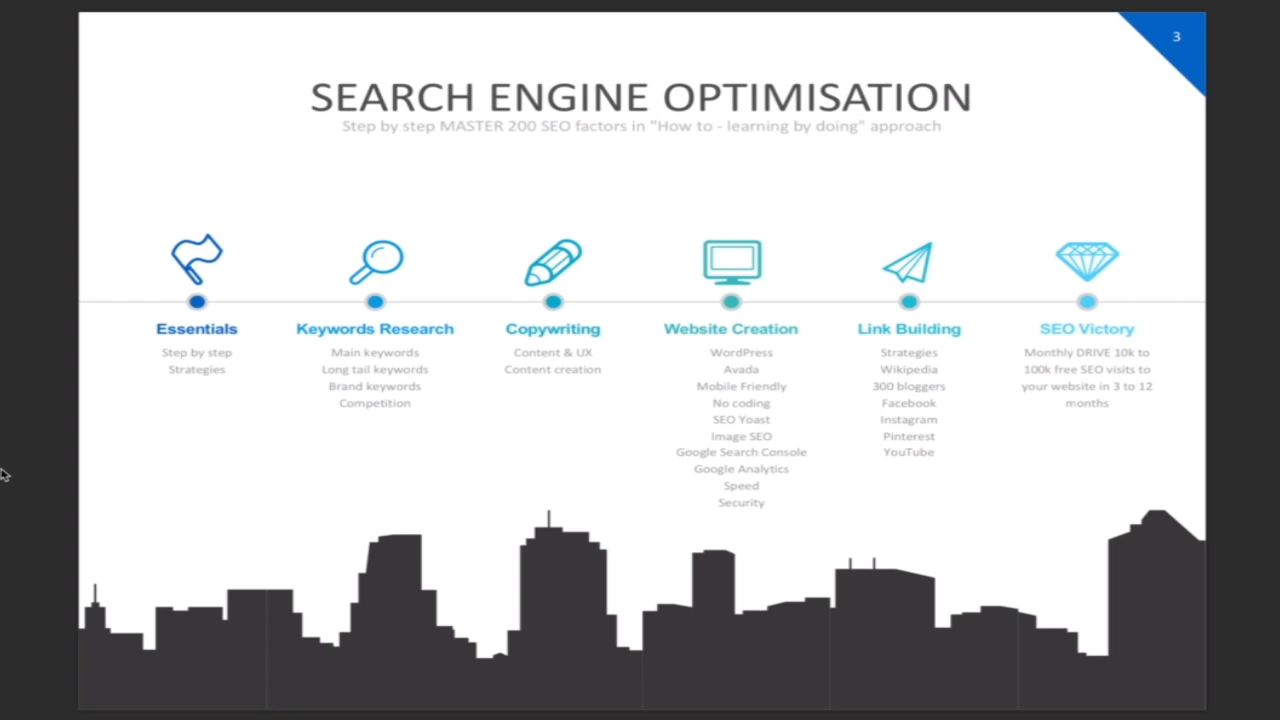 3
SEARCH ENGINE OPTIMISATION
Step by step MASTER 200 SEO factors in "How to - learning by doing" approach
Essentials
Step by step
Strategies
Keywords Research
Main keywords
Long tail keywords
Brand keywords
Competition
Copywriting
Content & UX
Content creation
Website Creation
WordPress
Avada
Mobile Friendly
No coding
SEO Yoast
Image SEO
Google Search Console
Google Analytics
Speed
Security
Link Building
Strategies
Wikipedia
300 bloggers
Facebook
Instagram
Pinterest
YouTube
SEO Victory
Monthly DRIVE 10k to
100k free SEO visits to
your website in 3 to 12
months